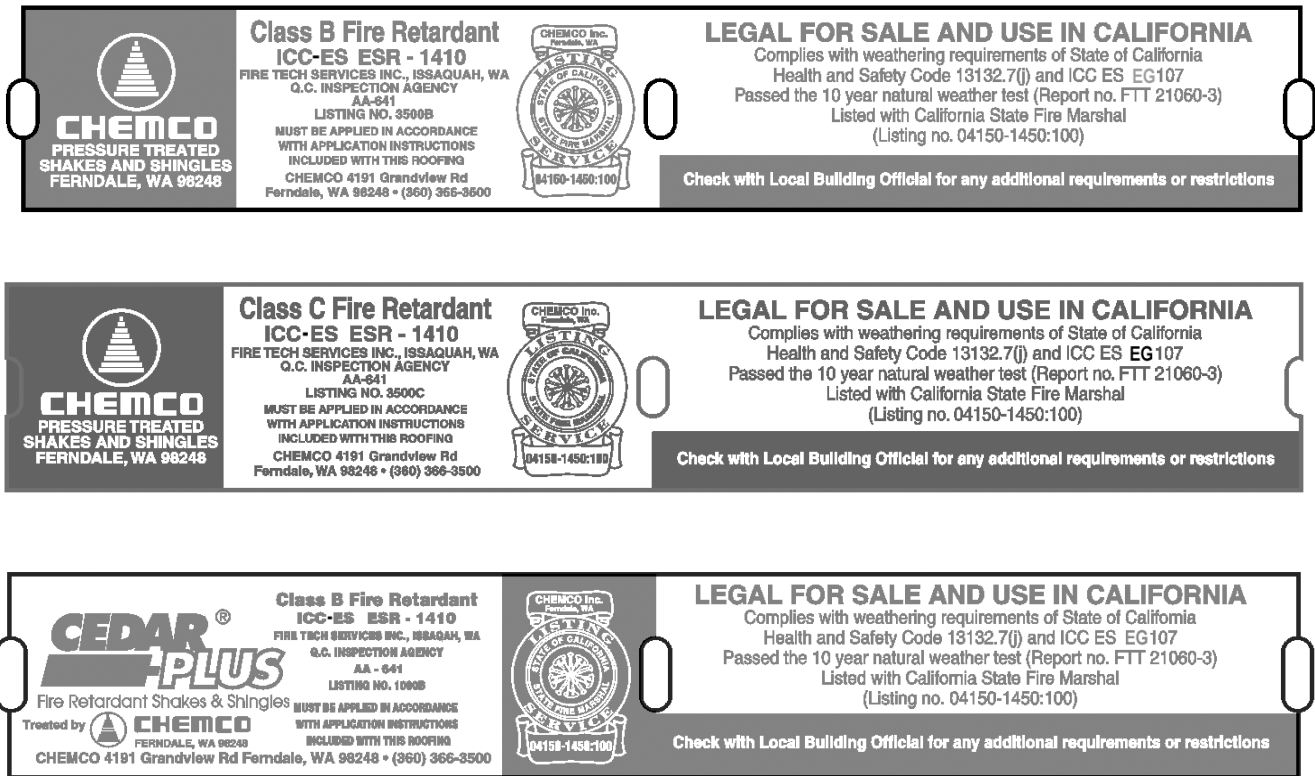 CHEMCO
PRESSURE TREATED
SHAKES AND SHINGLES
FERNDALE, WA 98248
Class B Fire Retardant
ICC-ES ESR - 1410
FIRE TECH SERVICES INC., ISSAQUAH, WA
Q.C. INSPECTION AGENCY
AA-641
LISTING NO. 3500B
MUST BE APPLIED IN ACCORDANCE
WITH APPLICATION INSTRUCTIONS
INCLUDED WITH THIS ROOFING
CHEMCO 4191 Grandview Rd
Ferndale, WA 98248 • (360) 366-3500
CHEMCO Inc.
Ferndale, WA
LISTING
STATE OF CALIFORNIA
STATE FIRE MARSHAL
SERVICE
04150-1450:100
LEGAL FOR SALE AND USE IN CALIFORNIA
Complies with weathering requirements of State of California
Health and Safety Code 13132.7(j) and ICC ES EG107
Passed the 10 year natural weather test (Report no. FTT 21060-3)
Listed with California State Fire Marshal
(Listing no. 04150-1450:100)
Check with Local Building Official for any additional requirements or restrictions
CHEMCO
PRESSURE TREATED
SHAKES AND SHINGLES
FERNDALE, WA 98248
Class C Fire Retardant
ICC-ES ESR - 1410
FIRE TECH SERVICES INC., ISSAQUAH, WA
Q.C. INSPECTION AGENCY
AA-641
LISTING NO. 3500C
MUST BE APPLIED IN ACCORDANCE
WITH APPLICATION INSTRUCTIONS
INCLUDED WITH THIS ROOFING
CHEMCO 4191 Grandview Rd
Ferndale, WA 98248 • (360) 366-3500
CHEMCO Inc.
Ferndale, WA
LISTING
STATE OF CALIFORNIA
STATE FIRE MARSHAL
SERVICE
04150-1450:100
LEGAL FOR SALE AND USE IN CALIFORNIA
Complies with weathering requirements of State of California
Health and Safety Code 13132.7(j) and ICC ES EG107
Passed the 10 year natural weather test (Report no. FTT 21060-3)
Listed with California State Fire Marshal
(Listing no. 04150-1450:100)
Check with Local Building Official for any additional requirements or restrictions
CEDAR ®
PLUS
Fire Retardant Shakes & Shingles
Treated by CHEMCO
FERNDALE, WA 98248
Class B Fire Retardant
ICC-ES ESR - 1410
FIRE TECH SERVICES INC., ISSAQAH, WA
Q.C. INSPECTION AGENCY
AA - 641
LISTING NO. 1000B
MUST BE APPLIED IN ACCORDANCE
WITH APPLICATION INSTRUCTIONS
INCLUDED WITH THIS ROOFING
CHEMCO 4191 Grandview Rd Ferndale, WA 98248 • (360) 366-3500
CHEMCO Inc.
Ferndale, WA
LISTING
STATE OF CALIFORNIA
STATE FIRE MARSHAL
SERVICE
04150-1450:100
LEGAL FOR SALE AND USE IN CALIFORNIA
Complies with weathering requirements of State of California
Health and Safety Code 13132.7(j) and ICC ES EG107
Passed the 10 year natural weather test (Report no. FTT 21060-3)
Listed with California State Fire Marshal
(Listing no. 04150-1450:100)
Check with Local Building Official for any additional requirements or restrictions